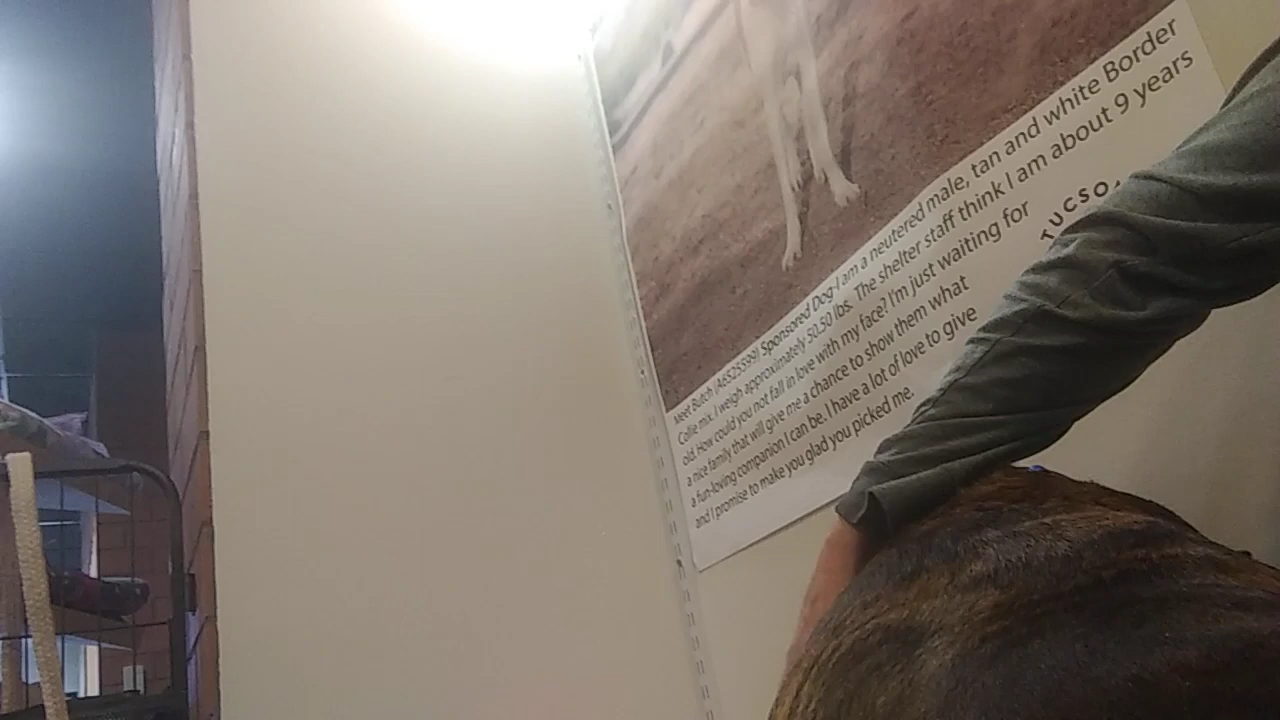 Meet Butch (A6525599) Sponsored Dog-I am a neutered male, tan and white Border
Collie mix. I weigh approximately 50.50 lbs. The shelter staff think I am about 9 years
old. How could you not fall in love with my face? I'm just waiting for
a nice family that will give me a chance to show them what
a fun-loving companion I can be. I have a lot of love to give
and I promise to make you glad you picked me.
TUCSO